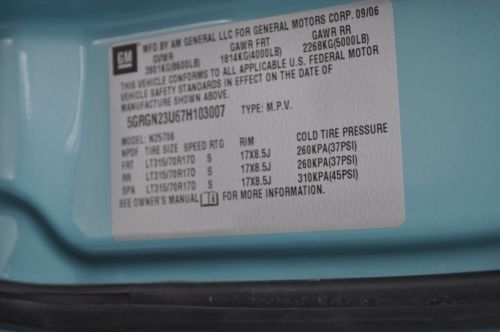 GM
MFD BY AM GENERAL LLC FOR GENERAL MOTORS CORP. 09/06
GVWR GAWR FRT GAWR RR
3901KG(8600LB) 1814KG(4000LB) 2268KG(5000LB)
THIS VEHICLE CONFORMS TO ALL APPLICABLE U.S. FEDERAL MOTOR
VEHICLE SAFETY STANDARDS IN EFFECT ON THE DATE OF
MANUFACTURE SHOWN ABOVE.
5GRGN23U67H103007 TYPE: M.P.V.
MODEL: N25706
NPDF TIRE SIZE SPEED RTG RIM COLD TIRE PRESSURE
FRT LT315/70R17D S 17X8.5J 260KPA(37PSI)
RR LT315/70R17D S 17X8.5J 260KPA(37PSI)
SPA LT315/70R17D S 17X8.5J 310KPA(45PSI)
SEE OWNER'S MANUAL FOR MORE INFORMATION.